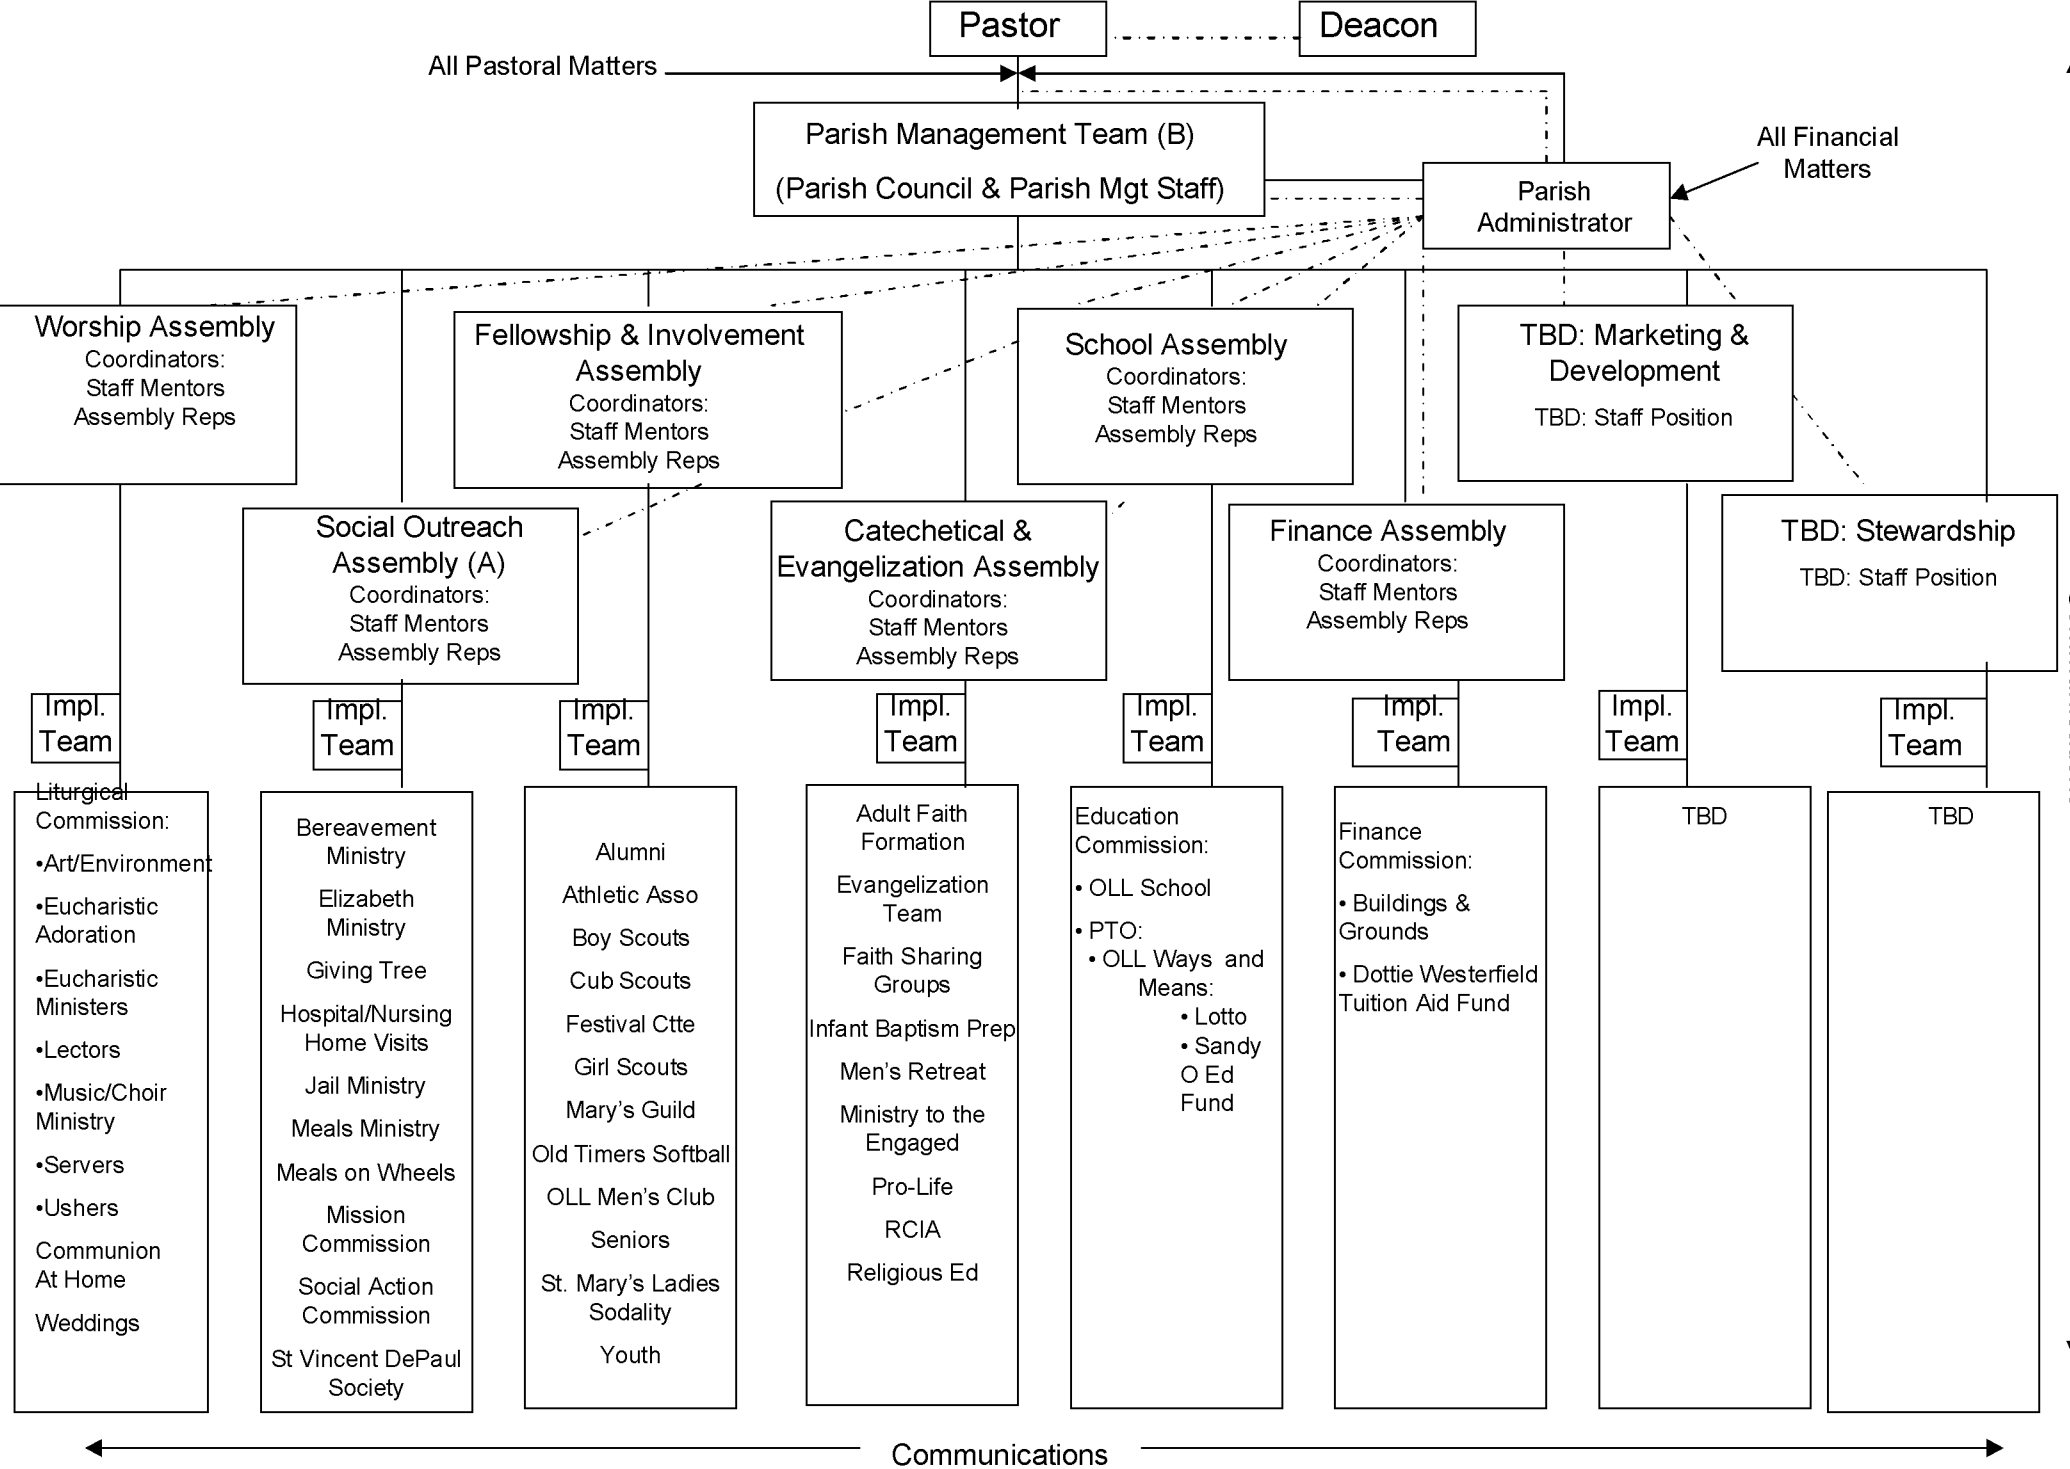 Pastor
Deacon
All Pastoral Matters
Parish Management Team (B)
(Parish Council & Parish Mgt Staff)
All Financial
Matters
Parish
Administrator
Worship Assembly
Coordinators:
Staff Mentors
Assembly Reps
Fellowship & Involvement
Assembly
Coordinators:
Staff Mentors
Assembly Reps
School Assembly
Coordinators:
Staff Mentors
Assembly Reps
TBD: Marketing &
Development
TBD: Staff Position
Social Outreach
Assembly (A)
Coordinators:
Staff Mentors
Assembly Reps
Catechetical &
Evangelization Assembly
Coordinators:
Staff Mentors
Assembly Reps
Finance Assembly
Coordinators:
Staff Mentors
Assembly Reps
TBD: Stewardship
TBD: Staff Position
Impl.
Team
Impl.
Team
Impl.
Team
Impl.
Team
Impl.
Team
Impl.
Team
Impl.
Team
Impl.
Team
Liturgical
Commission:
•Art/Environment
•Eucharistic
Adoration
•Eucharistic
Ministers
•Lectors
•Music/Choir
Ministry
•Servers
•Ushers
Communion
At Home
Weddings
Bereavement
Ministry
Elizabeth
Ministry
Giving Tree
Hospital/Nursing
Home Visits
Jail Ministry
Meals Ministry
Meals on Wheels
Mission
Commission
Social Action
Commission
St Vincent DePaul
Society
Alumni
Athletic Asso
Boy Scouts
Cub Scouts
Festival Ctte
Girl Scouts
Mary’s Guild
Old Timers Softball
OLL Men’s Club
Seniors
St. Mary’s Ladies
Sodality
Youth
Adult Faith
Formation
Evangelization
Team
Faith Sharing
Groups
Infant Baptism Prep
Men’s Retreat
Ministry to the
Engaged
Pro-Life
RCIA
Religious Ed
Education
Commission:
• OLL School
• PTO:
• OLL Ways and
Means:
• Lotto
• Sandy
O Ed
Fund
Finance
Commission:
• Buildings &
Grounds
• Dottie Westerfield
Tuition Aid Fund
TBD
TBD
Communications